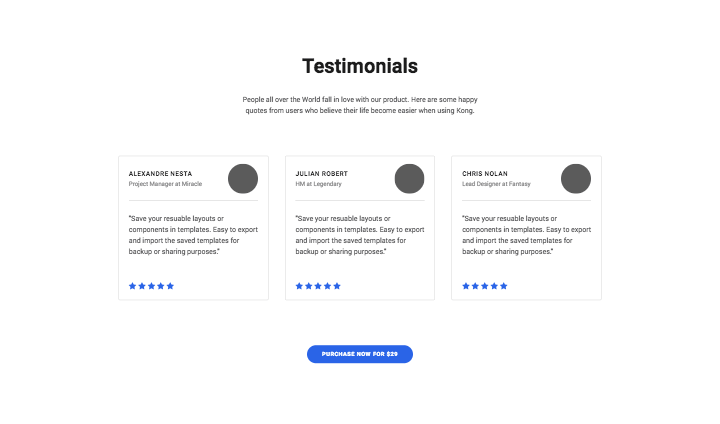 Testimonials
People all over the World fall in love with our product. Here are some happy
quotes from users who believe their life become easier when using Kong.
ALEXANDRE NESTA
Project Manager at Miracle
"Save your resuable layouts or
components in templates. Easy to export
and import the saved templates for
backup or sharing purposes."
JULIAN ROBERT
HM at Legendary
"Save your resuable layouts or
components in templates. Easy to export
and import the saved templates for
backup or sharing purposes."
CHRIS NOLAN
Lead Designer at Fantasy
"Save your resuable layouts or
components in templates. Easy to export
and import the saved templates for
backup or sharing purposes."
PURCHASE NOW FOR $29